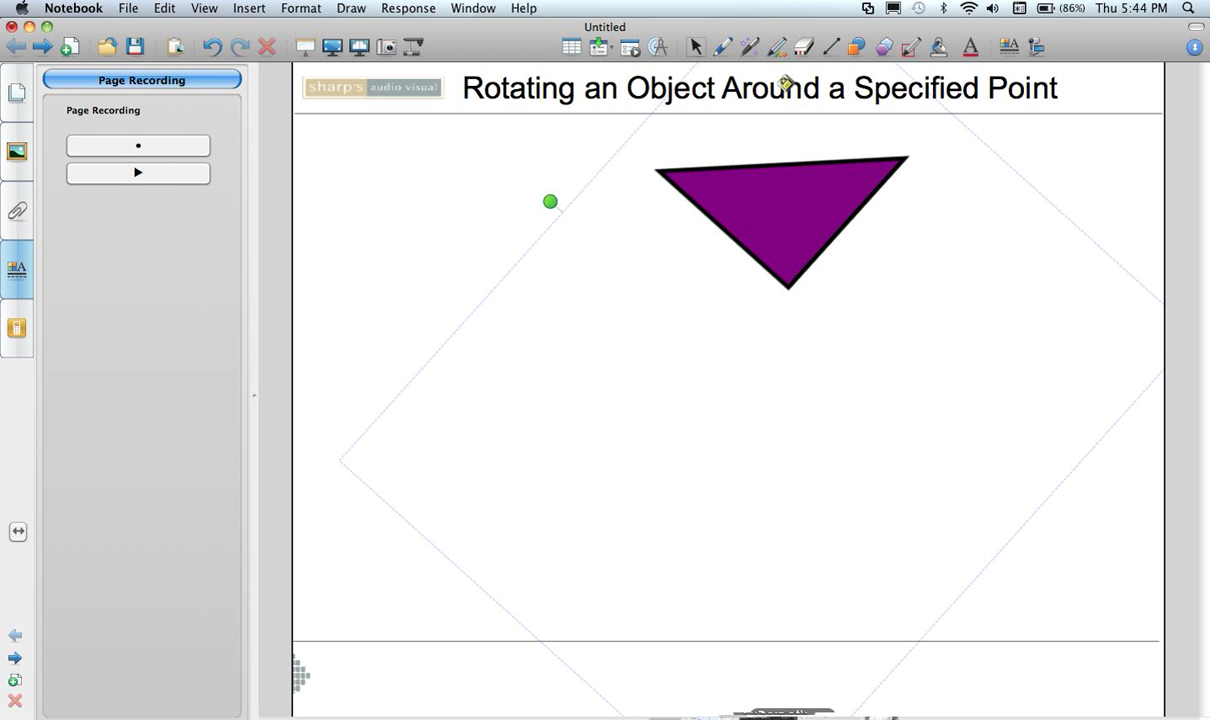 Notebook File Edit View Insert Format Draw Response Window Help (86%) Thu 5:44 PM
Untitled
Page Recording
Page Recording
sharp's audio visual
Rotating an Object Around a Specified Point